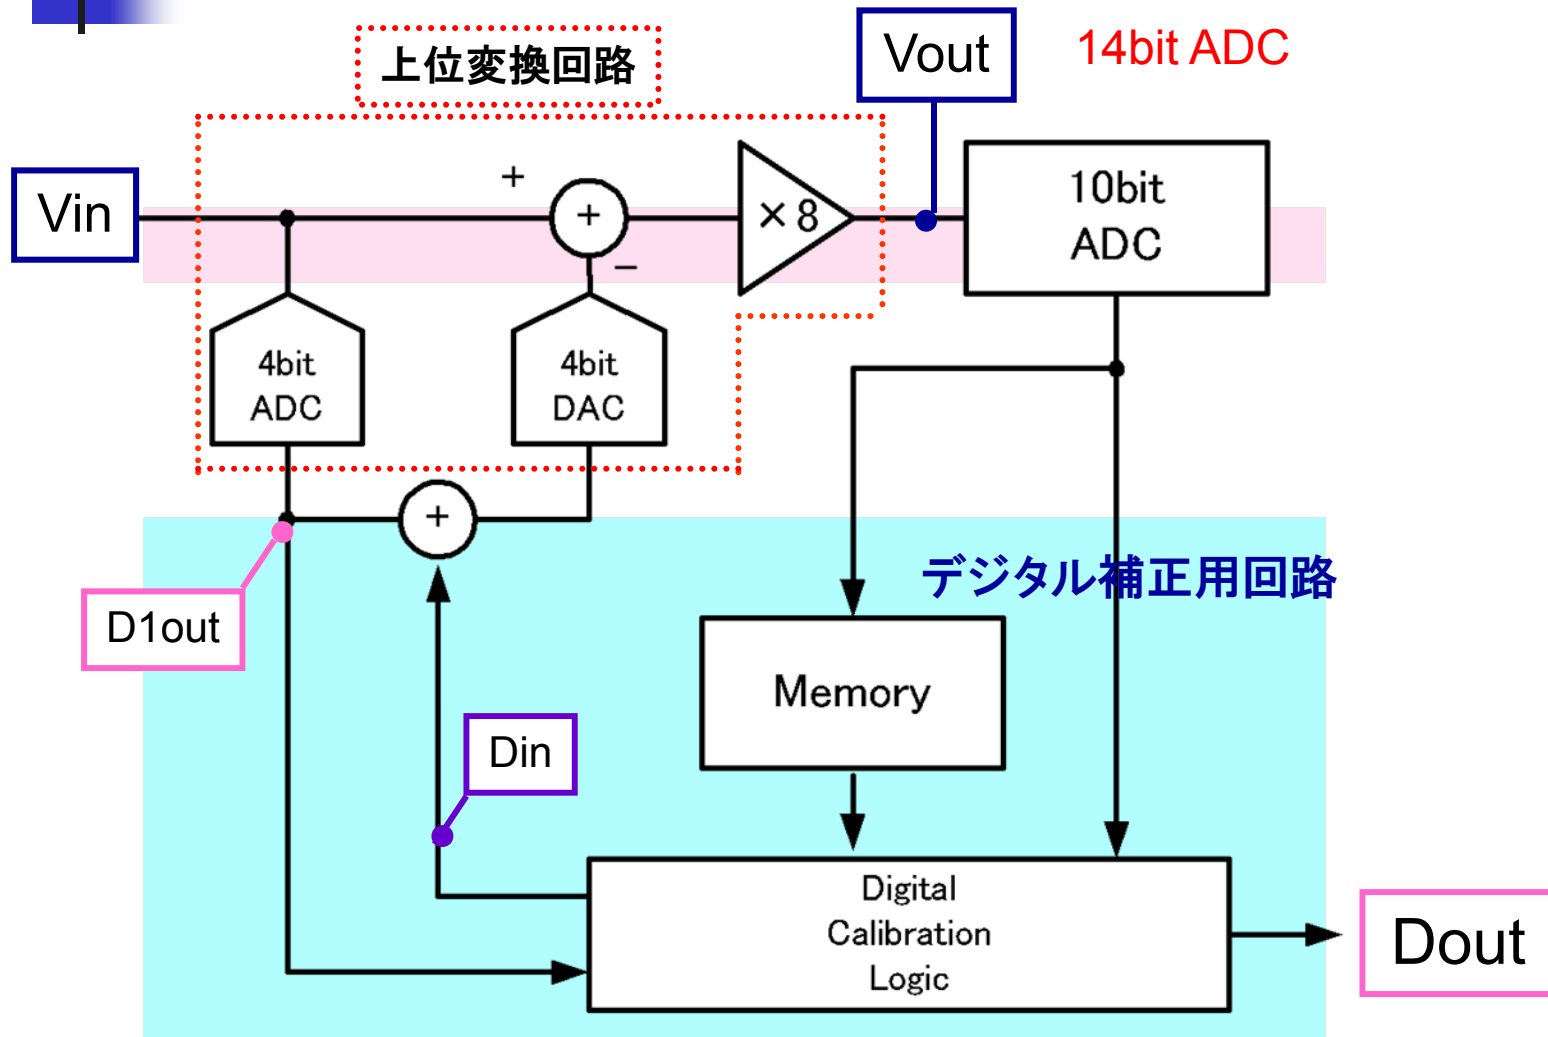 上位変換回路
Vout
14bit ADC
Vin
+
+
−
×8
10bit
ADC
4bit
ADC
4bit
DAC
+
デジタル補正用回路
D1out
Memory
Din
Digital
Calibration
Logic
Dout